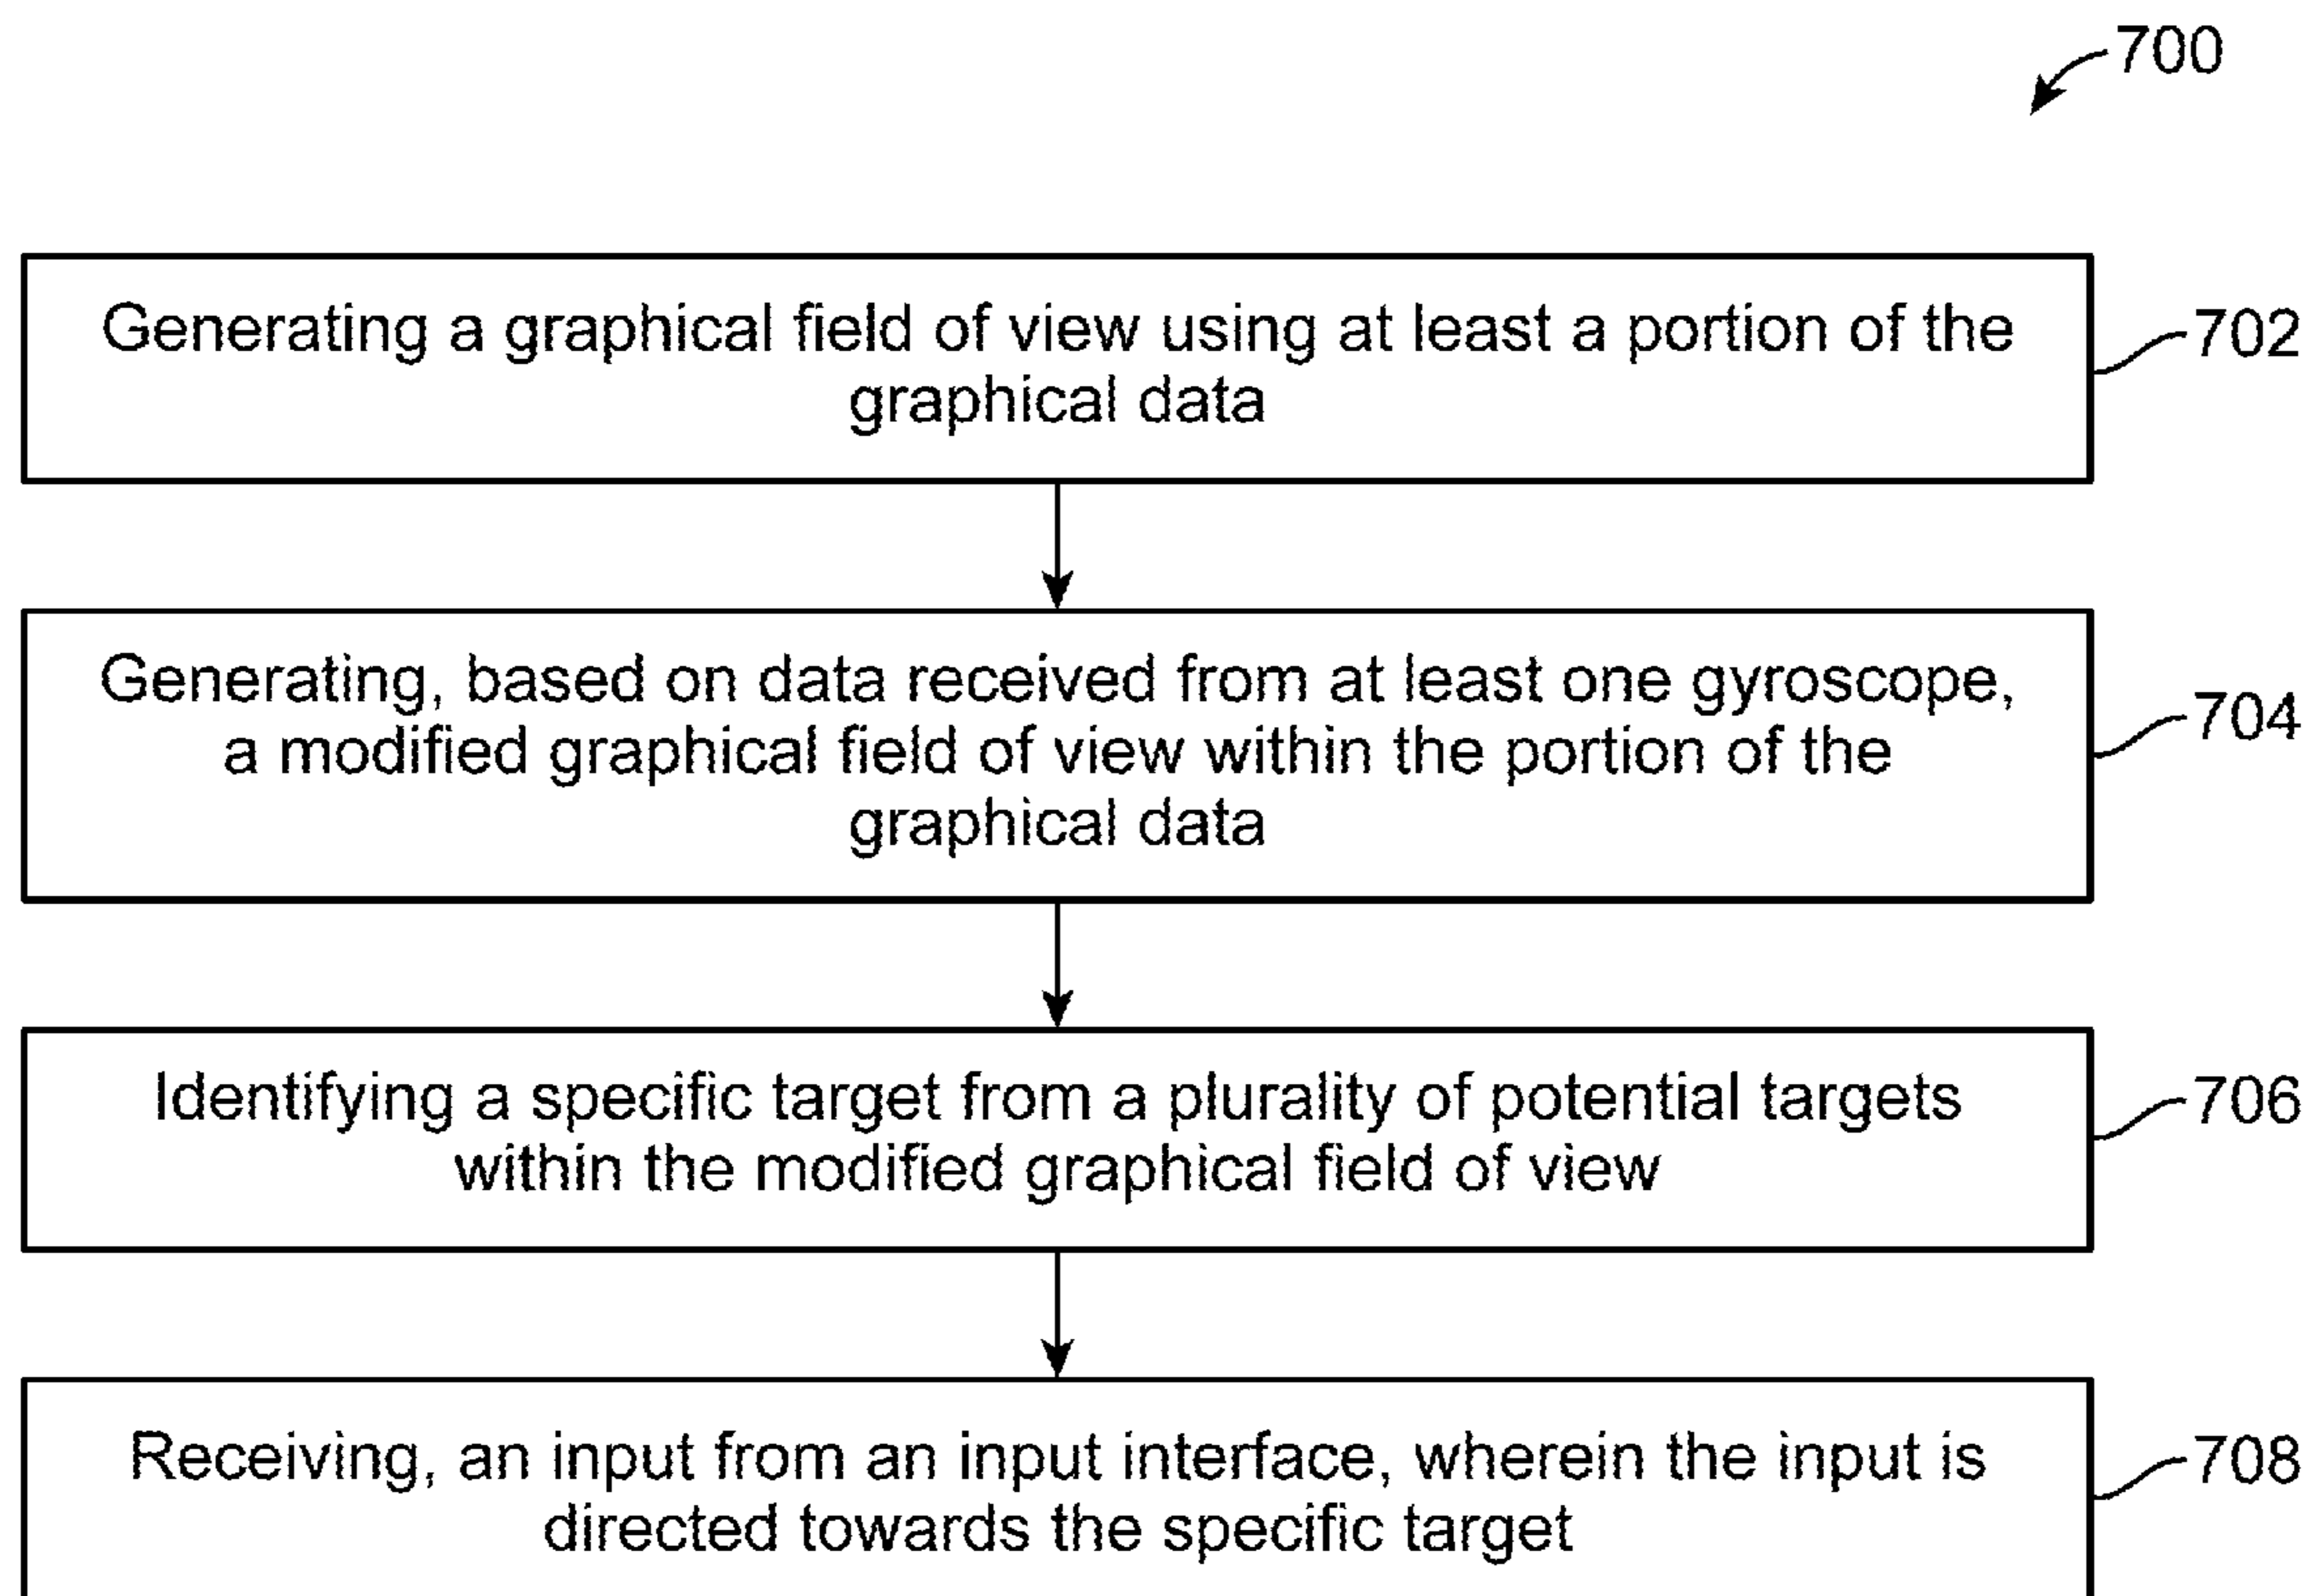 700
Generating a graphical field of view using at least a portion of the
graphical data
702
Generating, based on data received from at least one gyroscope,
a modified graphical field of view within the portion of the
graphical data
704
Identifying a specific target from a plurality of potential targets
within the modified graphical field of view
706
Receiving, an input from an input interface, wherein the input is
directed towards the specific target
708